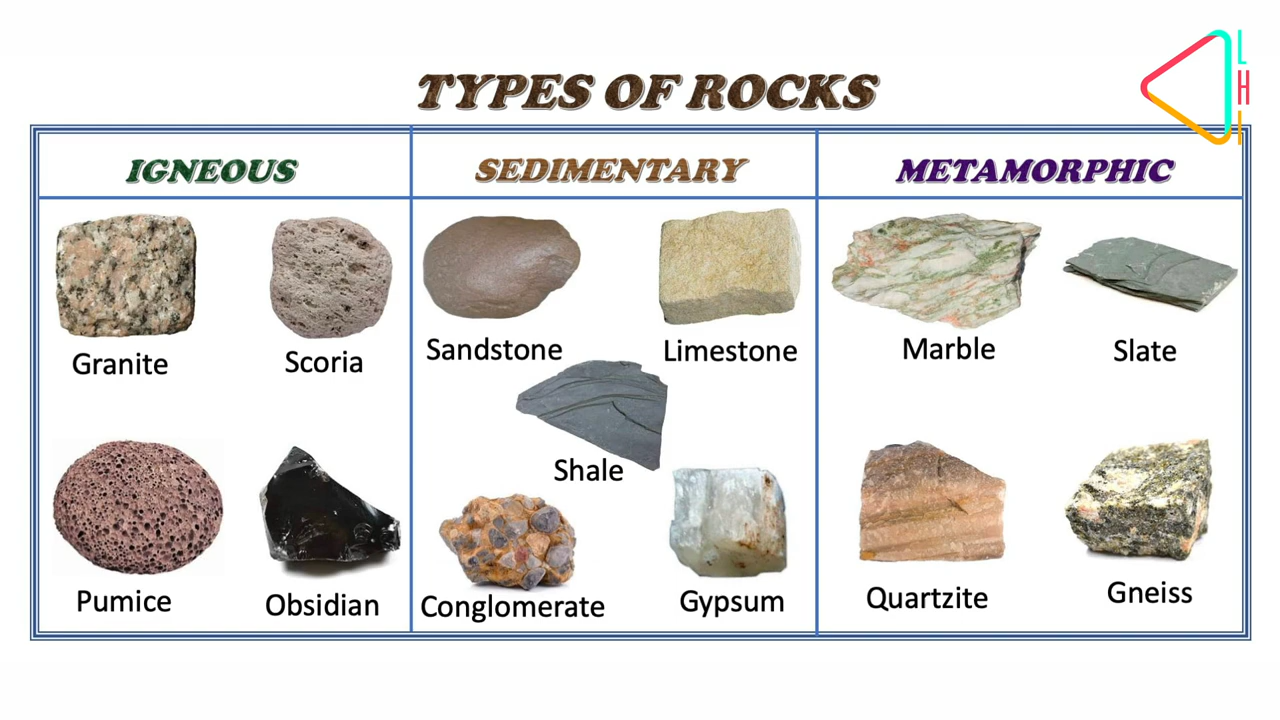 TYPES OF ROCKS
LHI
IGNEOUS
SEDIMENTARY
METAMORPHIC
Granite
Scoria
Sandstone
Limestone
Marble
Slate
Shale
Pumice
Obsidian
Conglomerate
Gypsum
Quartzite
Gneiss